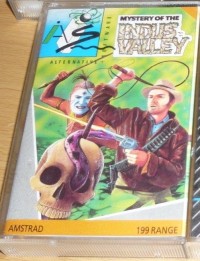 MYSTERY OF THE
INDUS
VALLEY
ALTERNATIVE
AMSTRAD
199 RANGE